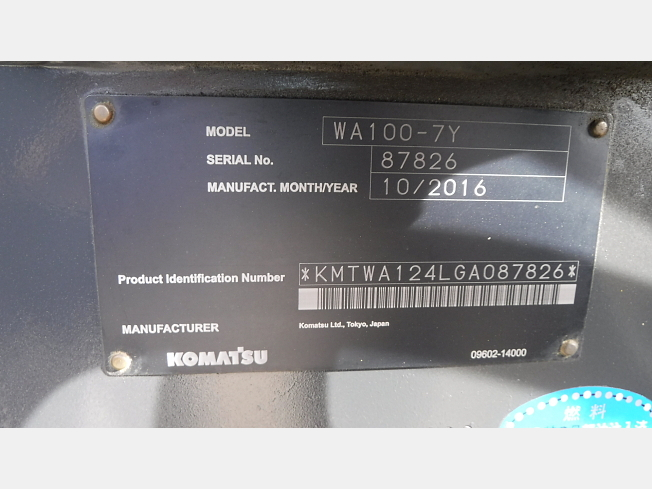 MODEL WA100-7Y
SERIAL No. 87826
MANUFACT. MONTH/YEAR 10/2016
Product Identification Number *KMTWA124LGA087826*
MANUFACTURER Komatsu Ltd., Tokyo, Japan
KOMATSU 09602-14000
燃料